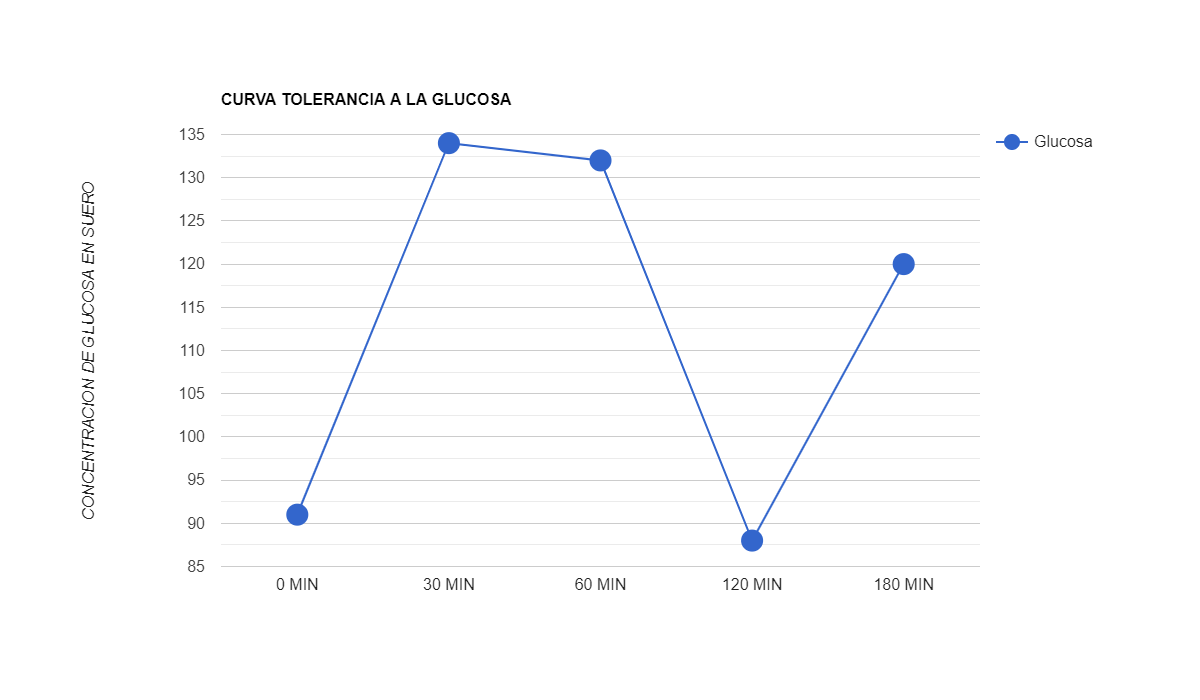 CURVA TOLERANCIA A LA GLUCOSA
Glucosa
CONCENTRACION DE GLUCOSA EN SUERO
135
130
125
120
115
110
105
100
95
90
85
0 MIN 30 MIN 60 MIN 120 MIN 180 MIN